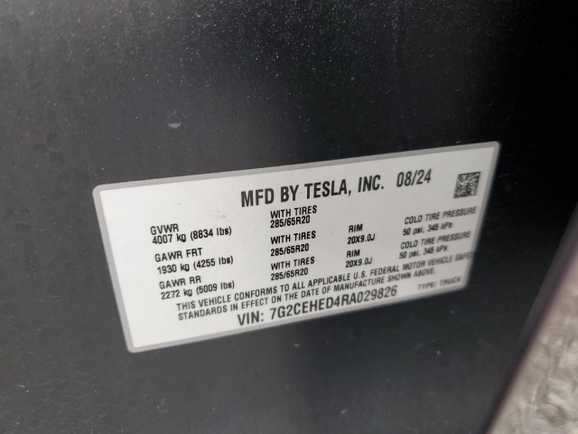 MFD BY TESLA, INC. 08/24
GVWR WITH TIRES
4007 kg (8834 lbs) 285/65R20
GAWR FRT WITH TIRES RIM COLD TIRE PRESSURE
1930 kg (4255 lbs) 285/65R20 20X9.0J 50 psi, 345 kPa
GAWR RR WITH TIRES RIM COLD TIRE PRESSURE
2272 kg (5009 lbs) 285/65R20 20X9.0J 50 psi, 345 kPa
THIS VEHICLE CONFORMS TO ALL APPLICABLE U.S. FEDERAL MOTOR VEHICLE
STANDARDS IN EFFECT ON THE DATE OF MANUFACTURE SHOWN ABOVE.
VIN: 7G2CEHED4RA029826 TYPE: TRUCK